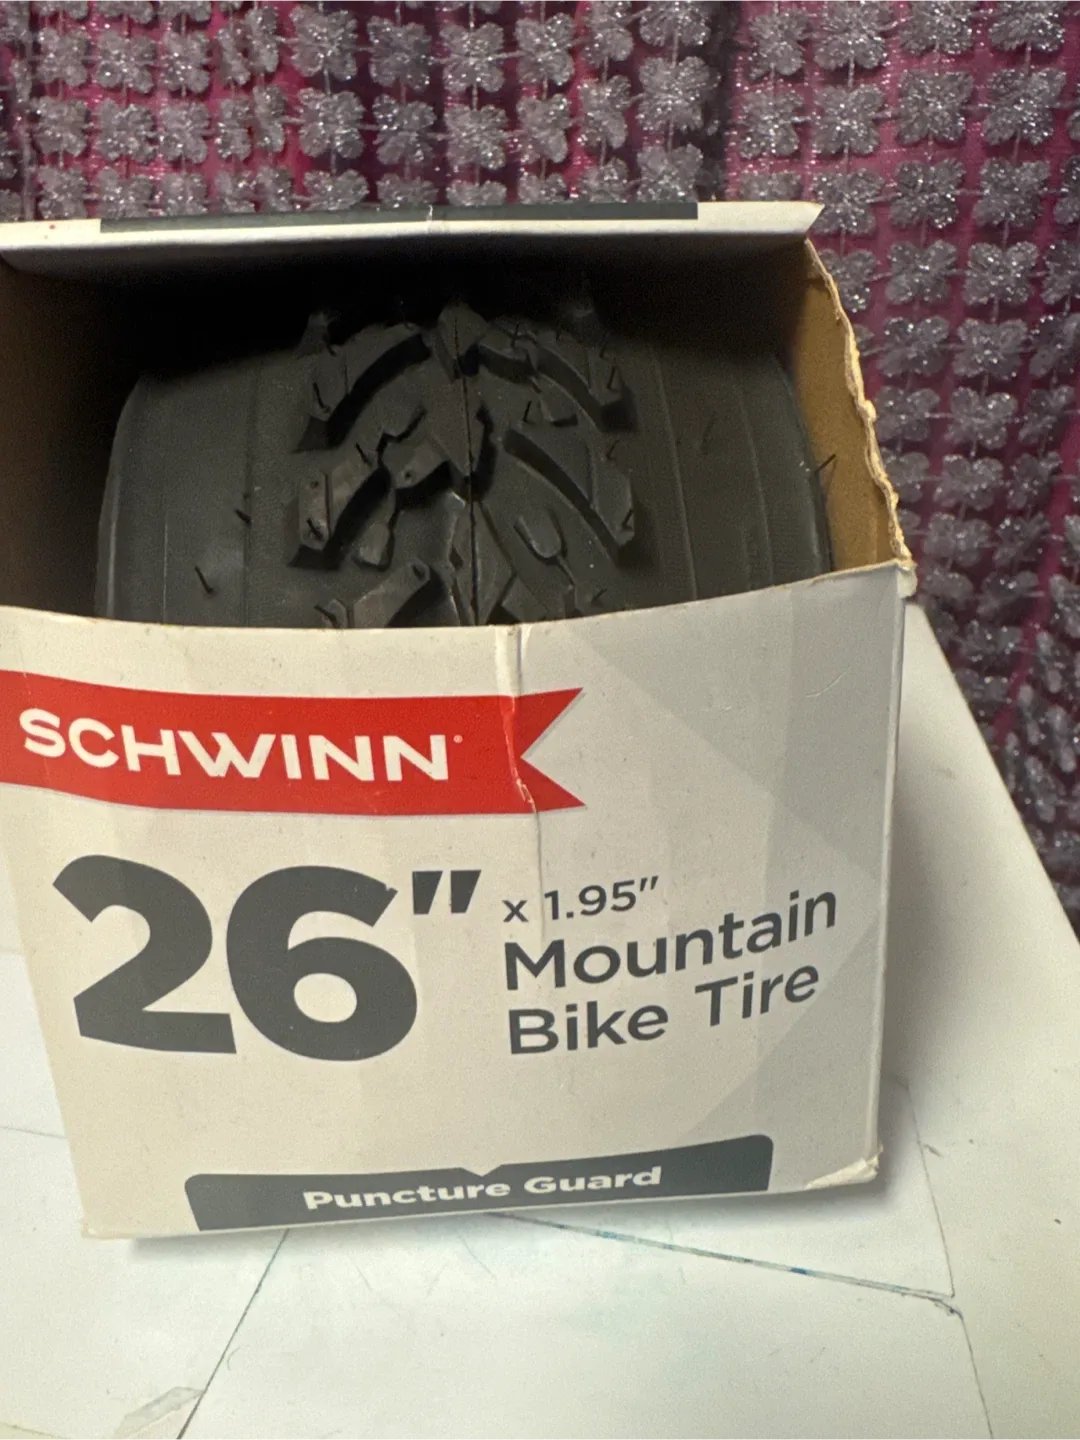 SCHWINN
26" x 1.95"
Mountain
Bike Tire
Puncture Guard